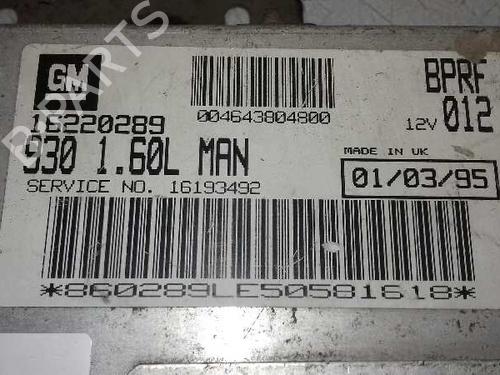 GM
BPRF
16220289
004643804800
12V 012
930 1.60L MAN
MADE IN UK
SERVICE NO. 16193492
01/03/95
*860289LE50581618*
B-PARTS